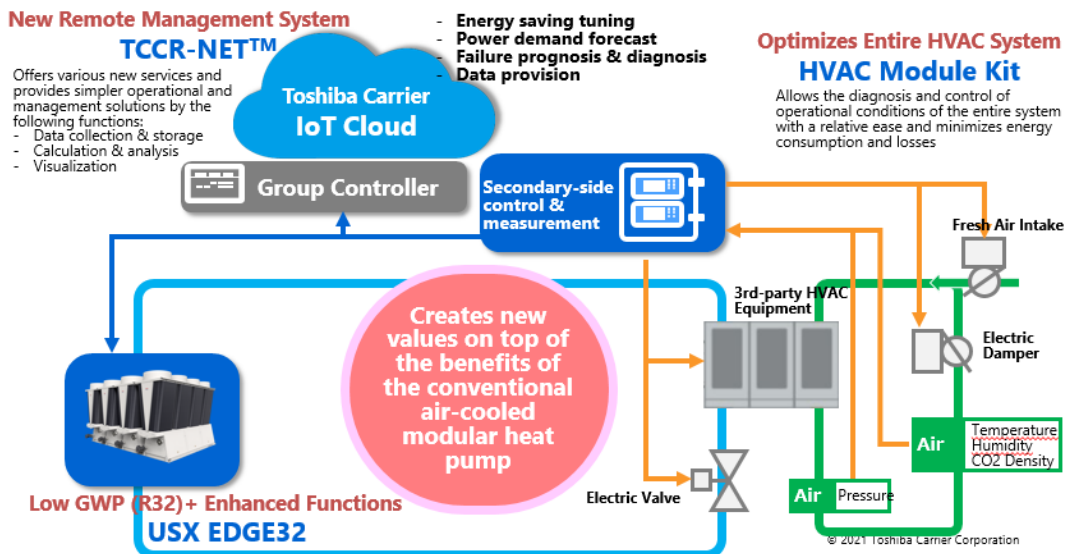 New Remote Management System
TCCR-NET™
Offers various new services and
provides simpler operational and
management solutions by the
following functions:
- Data collection & storage
- Calculation & analysis
- Visualization
Toshiba Carrier
IoT Cloud
- Energy saving tuning
- Power demand forecast
- Failure prognosis & diagnosis
- Data provision
Optimizes Entire HVAC System
HVAC Module Kit
Allows the diagnosis and control of
operational conditions of the entire system
with a relative ease and minimizes energy
consumption and losses
Group Controller
Secondary-side
control &
measurement
Fresh Air Intake
3rd-party HVAC
Equipment
Electric
Damper
Creates new
values on top of
the benefits of
the conventional
air-cooled
modular heat
pump
Air
Temperature
Humidity
CO2 Density
Electric Valve
Air
Pressure
Low GWP (R32)+ Enhanced Functions
USX EDGE32
© 2021 Toshiba Carrier Corporation